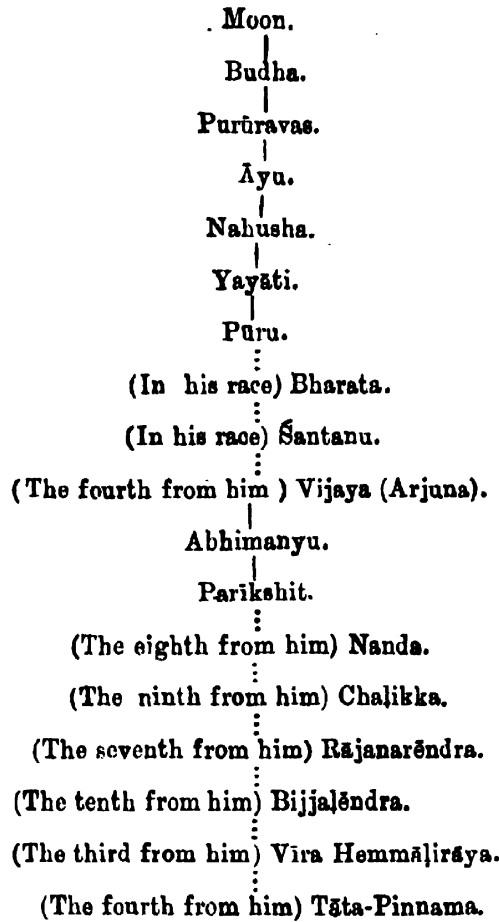 Moon.
Budha.
Purūravas.
Āyu.
Nahusha.
Yayāti.
Pūru.
(In his race) Bharata.
(In his race) Śantanu.
(The fourth from him ) Vijaya (Arjuna).
Abhimanyu.
Parīkshit.
(The eighth from him) Nanda.
(The ninth from him) Chaḷikka.
(The seventh from him) Rājanarēndra.
(The tenth from him) Bijjaḷēndra.
(The third from him) Vīra Hemmāḷirāya.
(The fourth from him) Tāta-Pinnama.